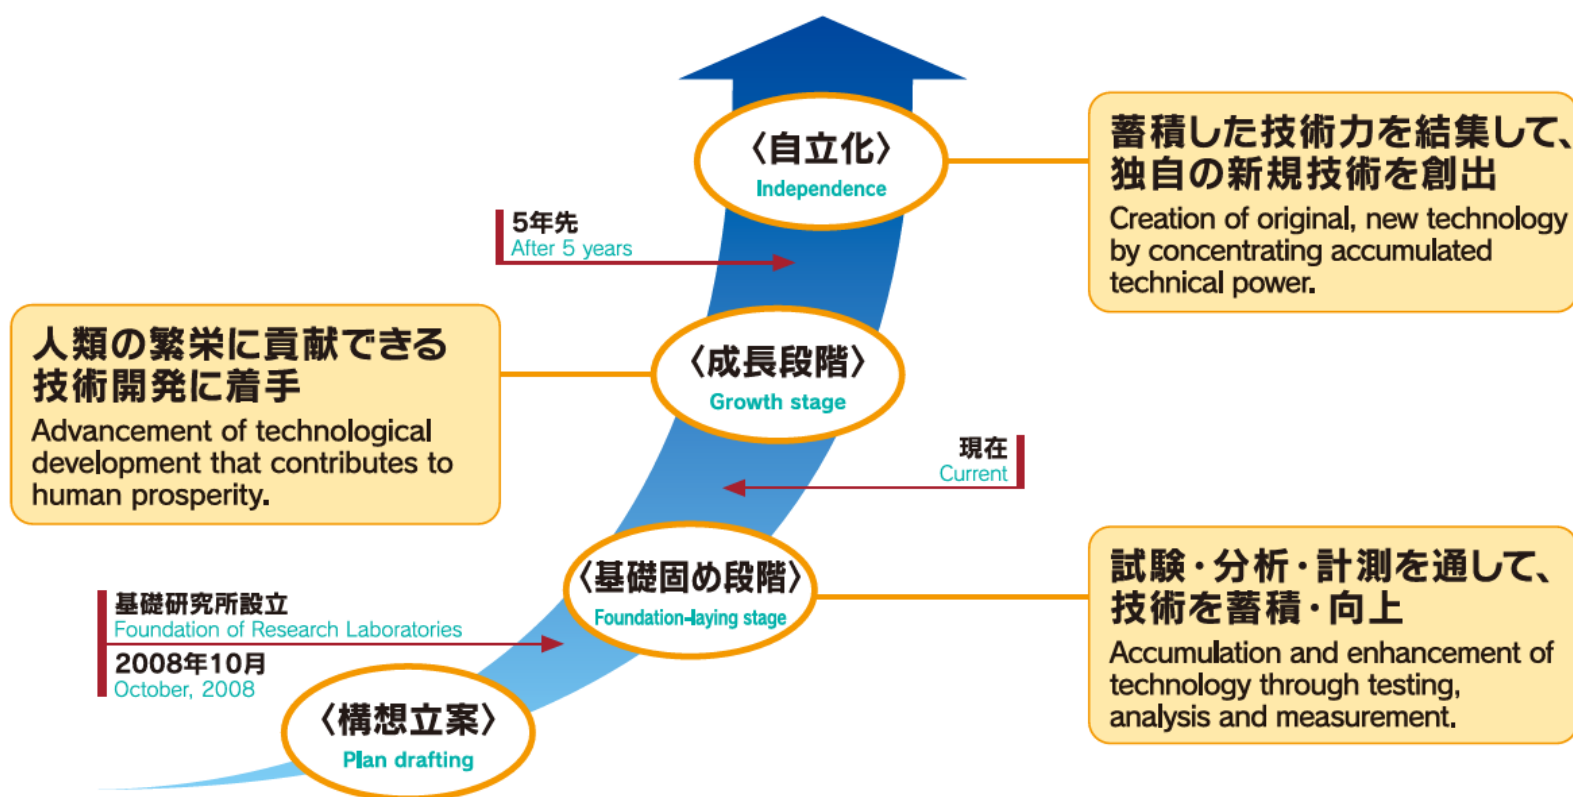 〈自立化〉
Independence
蓄積した技術力を結集して、
独自の新規技術を創出
Creation of original, new technology
by concentrating accumulated
technical power.
5年先
After 5 years
人類の繁栄に貢献できる
技術開発に着手
Advancement of technological
development that contributes to
human prosperity.
〈成長段階〉
Growth stage
現在
Current
〈基礎固め段階〉
Foundation-laying stage
試験・分析・計測を通して、
技術を蓄積・向上
Accumulation and enhancement of
technology through testing,
analysis and measurement.
基礎研究所設立
Foundation of Research Laboratories
2008年10月
October, 2008
〈構想立案〉
Plan drafting